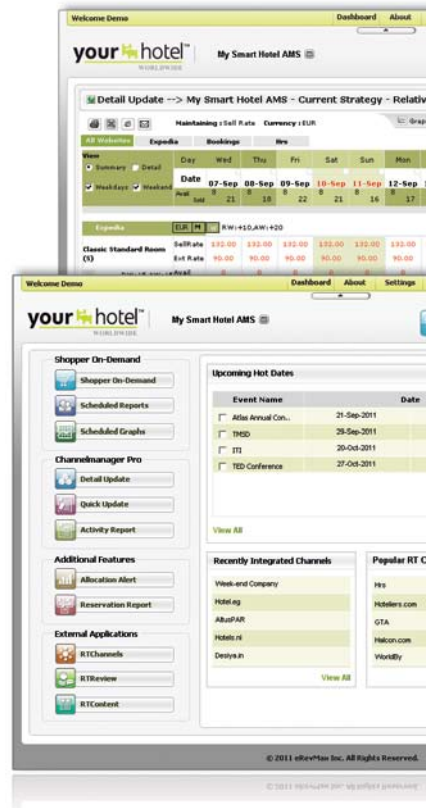 Welcome Demo Dashboard About
your hotel™ My Smart Hotel AMS
WORLDWIDE
Detail Update --> My Smart Hotel AMS - Current Strategy - Relativ
Maintaining : Sell Rate Currency : EUR Grap
All Websites Expedia Bookings Hrs
View
Summary Detail
Weekdays Weekend
Day Wed Thu Fri Sat Sun Mon
Date 07-Sep 08-Sep 09-Sep 10-Sep 11-Sep 12-Sep
Avail 0 0 0 0 0 0
Sold 21 18 22 21 16 17
Expedia EUR M RW:+10,AW:+20
Classic Standard Room (S)
SellRate 132.00 132.00 132.00 132.00 132.00 132.00
Ext Rate 90.00 90.00 90.00 90.00 90.00 90.00
Welcome Demo Dashboard About Settings
your hotel™ My Smart Hotel AMS
WORLDWIDE
Shopper On-Demand
Shopper On-Demand
Scheduled Reports
Scheduled Graphs
Channelmanager Pro
Detail Update
Quick Update
Activity Report
Additional Features
Allocation Alert
Reservation Report
External Applications
RTChannels
RTReview
RTContent
Upcoming Hot Dates
Event Name Date
Atlas Annual Con.. 21-Sep-2011
TMSD 29-Sep-2011
ITI 20-Oct-2011
TED Conference 27-Oct-2011
View All
Recently Integrated Channels
Week-end Company
Hotel.eg
AltusPAR
Hotels.nl
Desiya.in
View All
Popular RT C
Hrs
Hoteliers.com
GTA
Halcon.com
WorldBy
© 2011 eRevMax Inc. All Rights Reserved.